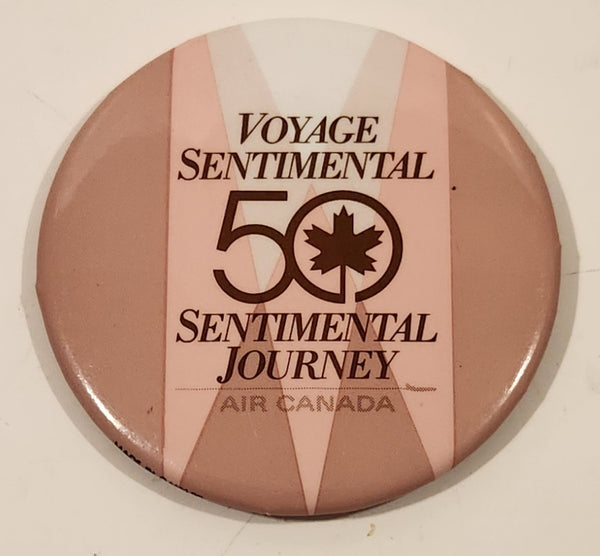 VOYAGE
SENTIMENTAL
50
SENTIMENTAL
JOURNEY
AIR CANADA